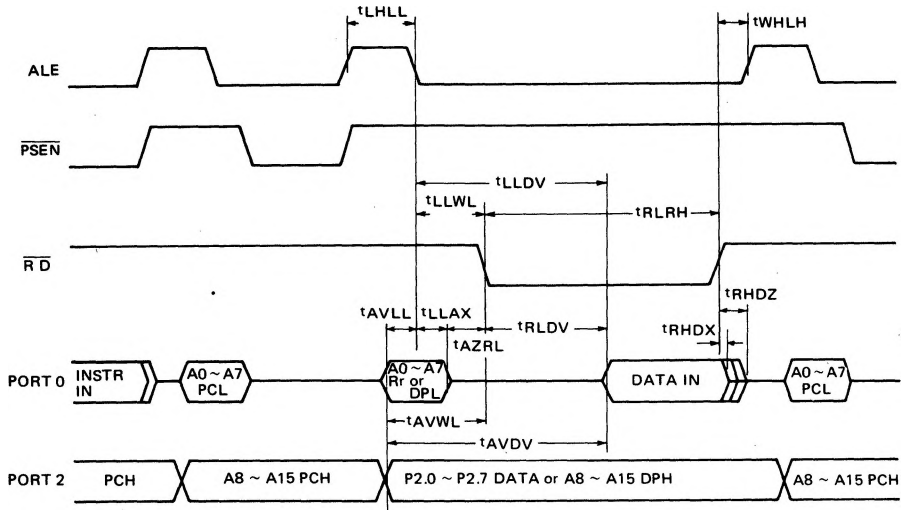 tLHLL
tWHLH
ALE
PSEN
tLLDV
tLLWL
tRLRH
RD
tRHDZ
tAVLL
tLLAX
tRLDV
tRHDX
tAZRL
PORT 0
INSTR
IN
A0 ~ A7
PCL
A0 ~ A7
Rr or
DPL
DATA IN
A0 ~ A7
PCL
tAVWL
tAVDV
PORT 2
PCH
A8 ~ A15 PCH
P2.0 ~ P2.7 DATA or A8 ~ A15 DPH
A8 ~ A15 PCH